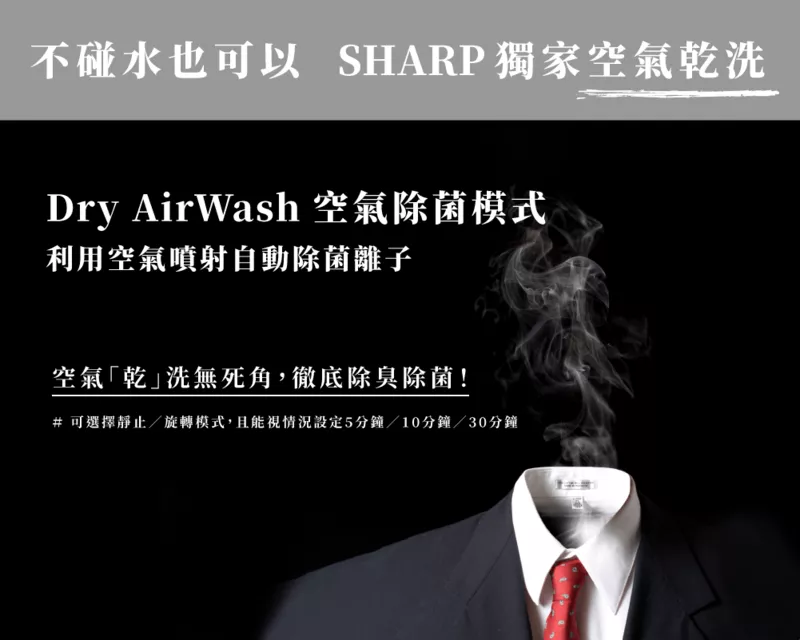 不碰水也可以 SHARP獨家空氣乾洗
Dry AirWash 空氣除菌模式
利用空氣噴射自動除菌離子
空氣「乾」洗無死角，徹底除臭除菌！
# 可選擇靜止／旋轉模式，且能視情況設定5分鐘／10分鐘／30分鐘